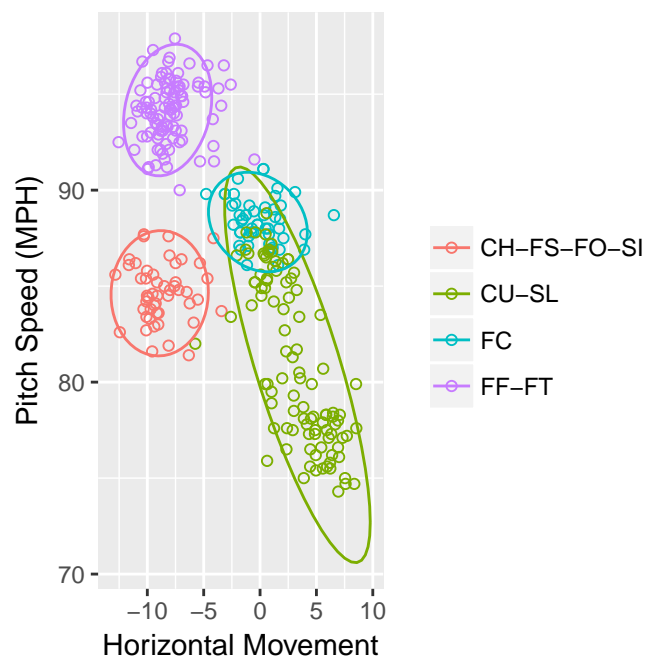 90
80
70
Pitch Speed (MPH)
−10 −5 0 5 10
Horizontal Movement
CH−FS−FO−SI
CU−SL
FC
FF−FT